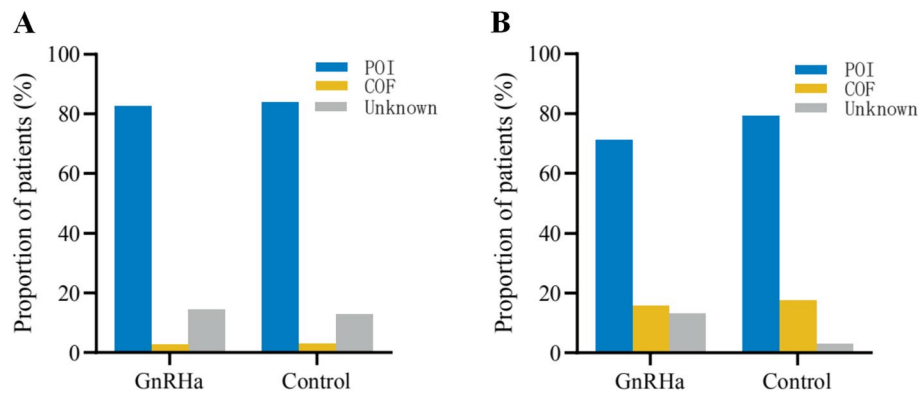 A
Proportion of patients (%)
100
80
60
40
20
0
POI
COF
Unknown
GnRHa
Control
B
Proportion of patients (%)
100
80
60
40
20
0
POI
COF
Unknown
GnRHa
Control